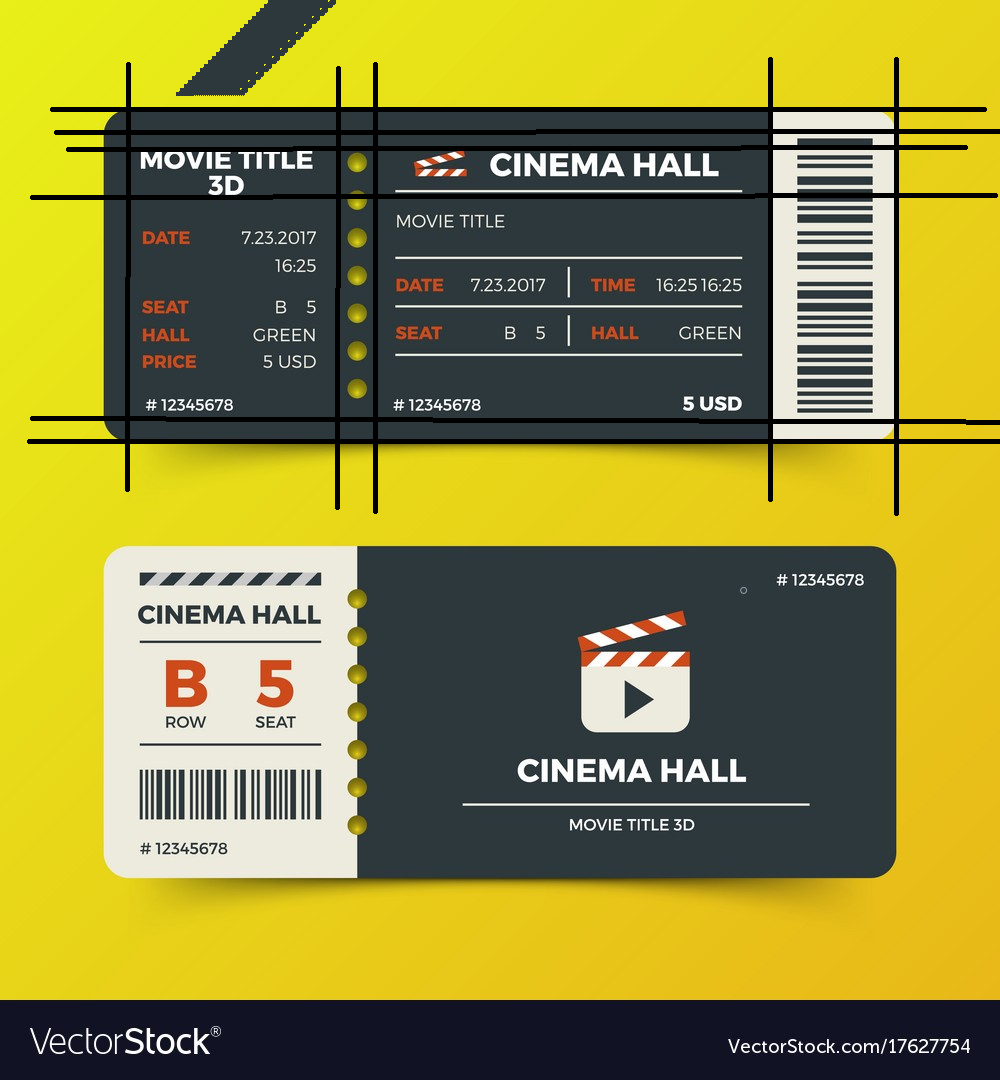 MOVIE TITLE
3D
DATE 7.23.2017
16:25
SEAT B 5
HALL GREEN
PRICE 5 USD
# 12345678
CINEMA HALL
MOVIE TITLE
DATE 7.23.2017 TIME 16:25 16:25
SEAT B 5 HALL GREEN
# 12345678 5 USD
CINEMA HALL
B 5
ROW SEAT
# 12345678
# 12345678
CINEMA HALL
MOVIE TITLE 3D
VectorStock®
VectorStock.com/17627754